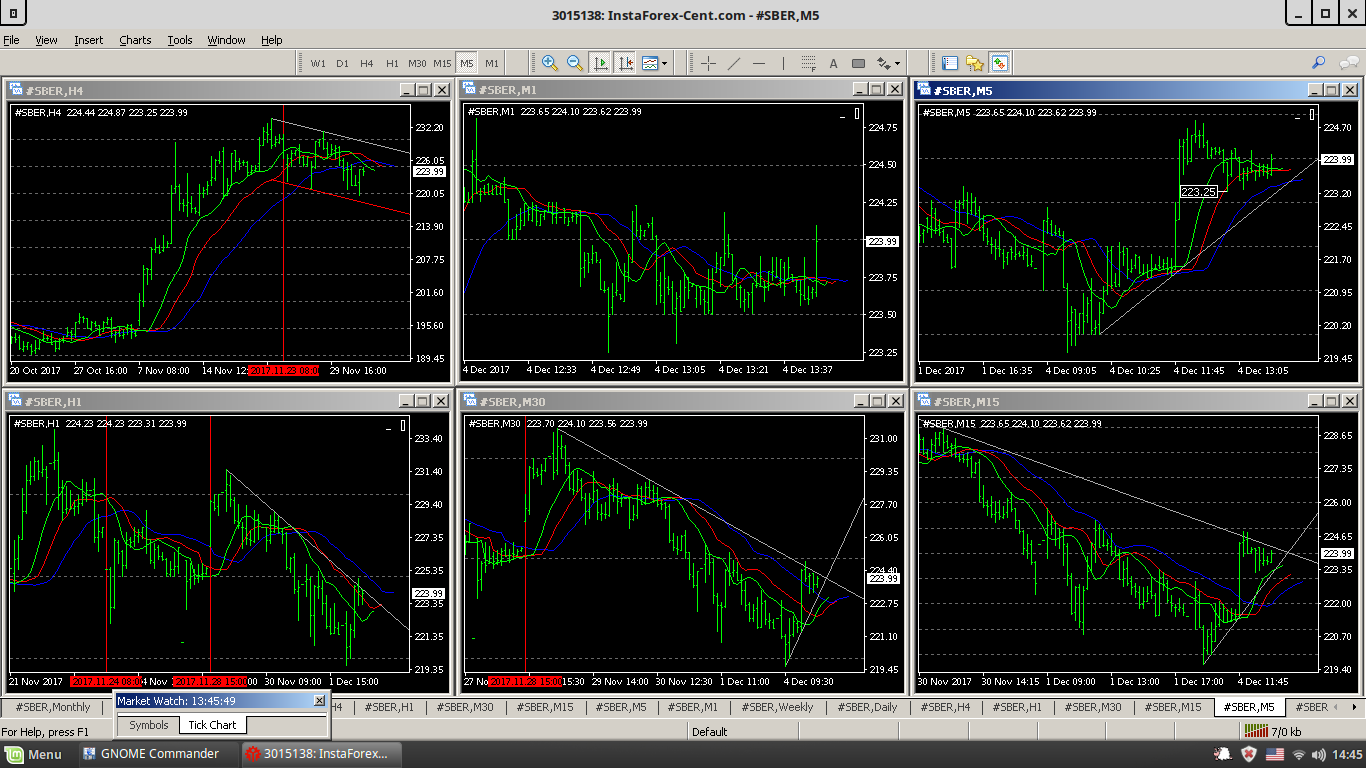 3015138: InstaForex-Cent.com - #SBER,M5
File View Insert Charts Tools Window Help
W1 D1 H4 H1 M30 M15 M5 M1
A
#SBER,H4
#SBER,H4 224.44 224.87 223.25 223.99
232.20
226.05
223.99
220.05
213.90
207.75
201.60
195.60
189.45
20 Oct 2017 27 Oct 16:00 7 Nov 08:00 14 Nov 12: 2017.11.23 08:00 29 Nov 16:00
#SBER,M1
#SBER,M1 223.65 224.10 223.62 223.99
224.75
224.50
224.25
223.99
223.75
223.50
223.25
4 Dec 2017 4 Dec 12:33 4 Dec 12:49 4 Dec 13:05 4 Dec 13:21 4 Dec 13:37
#SBER,M5
#SBER,M5 223.65 224.10 223.62 223.99
224.70
223.99
223.25
223.20
222.45
221.70
220.95
220.20
219.45
1 Dec 2017 1 Dec 16:35 4 Dec 09:05 4 Dec 10:25 4 Dec 11:45 4 Dec 13:05
#SBER,H1
#SBER,H1 224.23 224.23 223.31 223.99
233.40
231.40
229.40
227.35
225.35
223.99
223.35
221.35
219.35
21 Nov 2017 2017.11.24 03:00 4 Nov 1 2017.11.28 15:00 :00 30 Nov 09:00 1 Dec 15:00
#SBER,M30
#SBER,M30 223.70 224.10 223.56 223.99
231.00
229.35
227.70
226.05
224.40
223.99
222.75
221.10
219.45
27 No 2017.11.28 15:00 15:30 29 Nov 14:00 30 Nov 12:30 1 Dec 11:00 4 Dec 09:30
#SBER,M15
#SBER,M15 223.65 224.10 223.62 223.99
228.65
227.35
226.00
224.65
223.99
223.35
222.00
220.70
219.40
30 Nov 2017 30 Nov 14:15 1 Dec 09:00 1 Dec 13:00 1 Dec 17:00 4 Dec 11:45
#SBER,Monthly H4 #SBER,H1 #SBER,M30 #SBER,M15 #SBER,M5 #SBER,M1 #SBER,Weekly #SBER,Daily #SBER,H4 #SBER,H1 #SBER,M30 #SBER,M15 #SBER,M5 #SBER
Market Watch: 13:45:49
Symbols Tick Chart
For Help, press F1 Default 7/0 kb
Menu GNOME Commander 3015138: InstaForex... 14:45